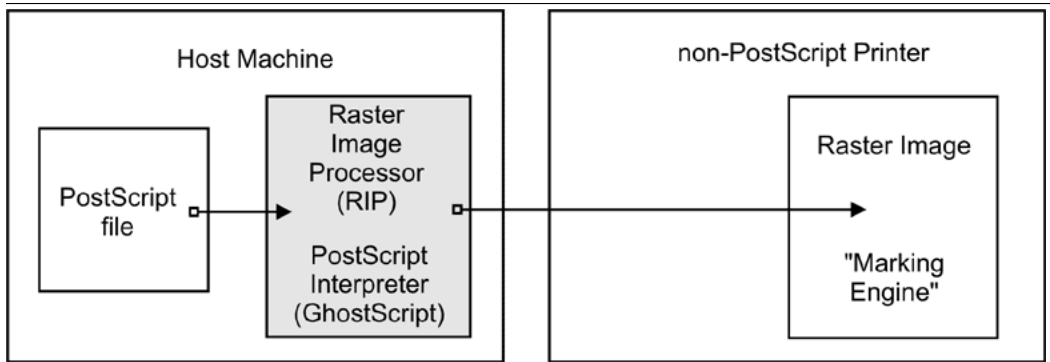 Host Machine
PostScript
file
Raster
Image
Processor
(RIP)
PostScript
Interpreter
(GhostScript)
non-PostScript Printer
Raster Image
"Marking
Engine"